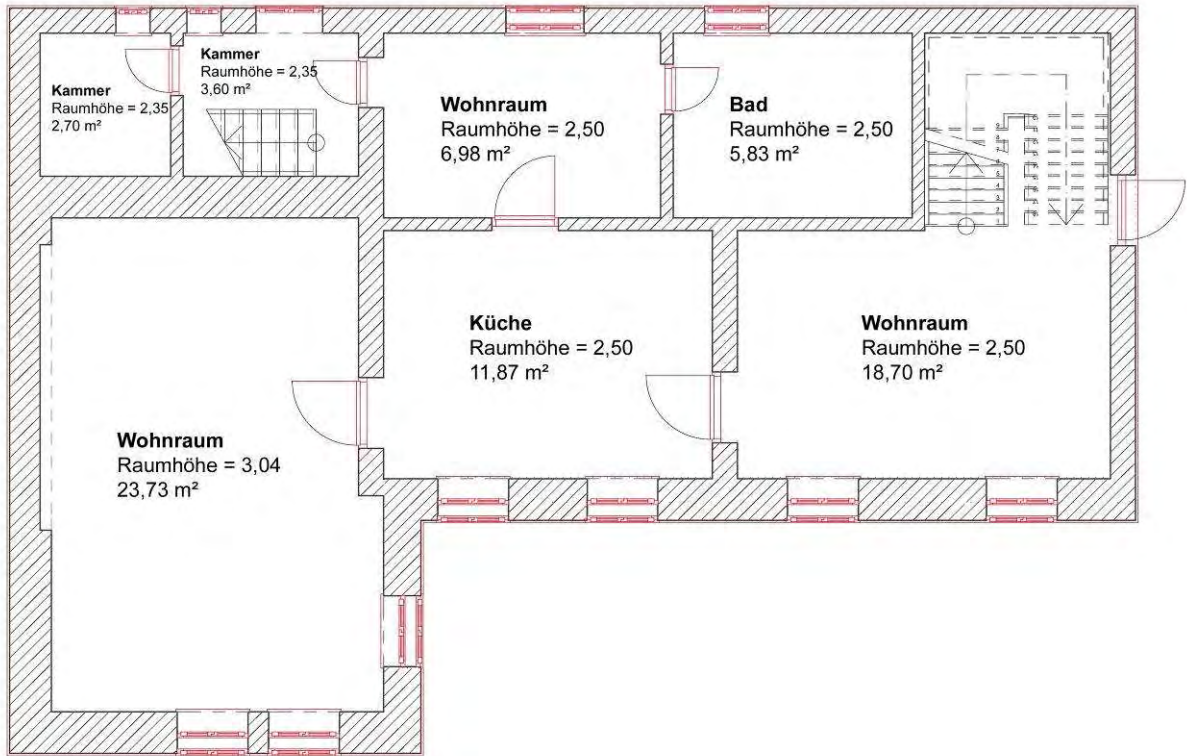 Kammer
Raumhöhe = 2,35
2,70 m²
Kammer
Raumhöhe = 2,35
3,60 m²
Wohnraum
Raumhöhe = 2,50
6,98 m²
Bad
Raumhöhe = 2,50
5,83 m²
Küche
Raumhöhe = 2,50
11,87 m²
Wohnraum
Raumhöhe = 2,50
18,70 m²
Wohnraum
Raumhöhe = 3,04
23,73 m²